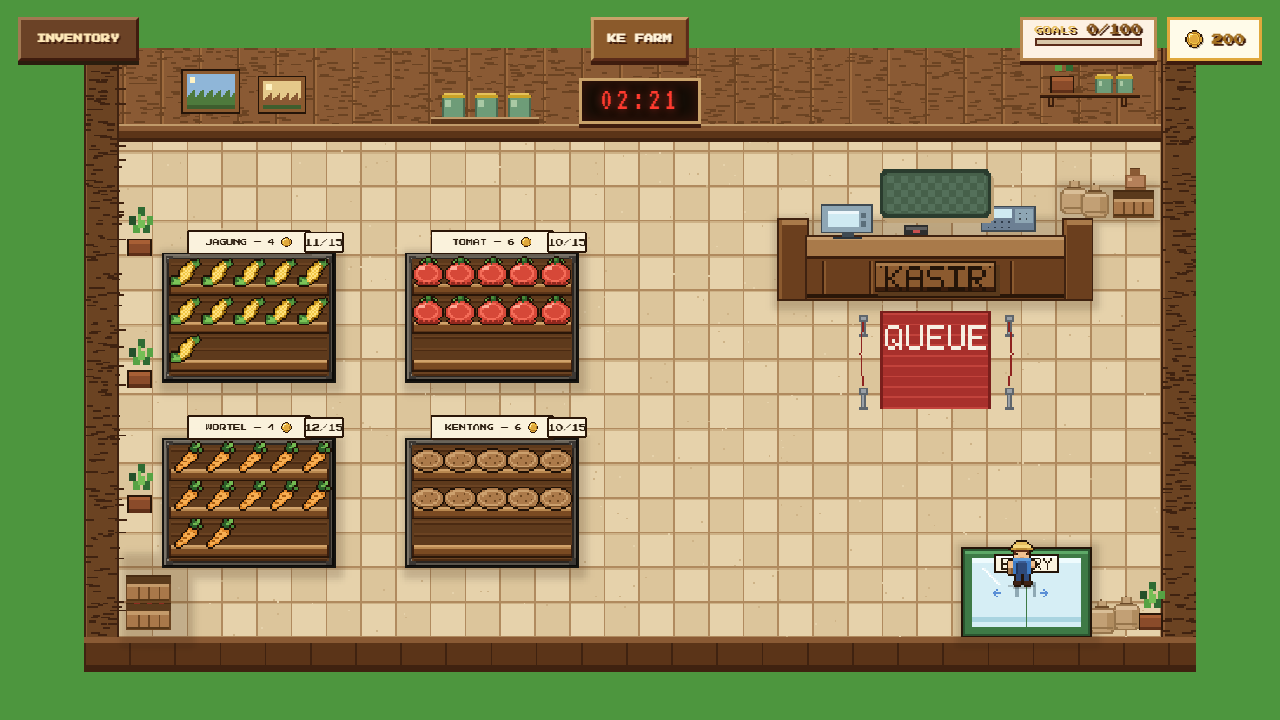 INVENTORY
KE FARM
GOALS 0/100
200
02:21
JAGUNG - 4
11/15
TOMAT - 6
10/15
KASIR
QUEUE
WORTEL - 4
12/15
KENTANG - 6
10/15